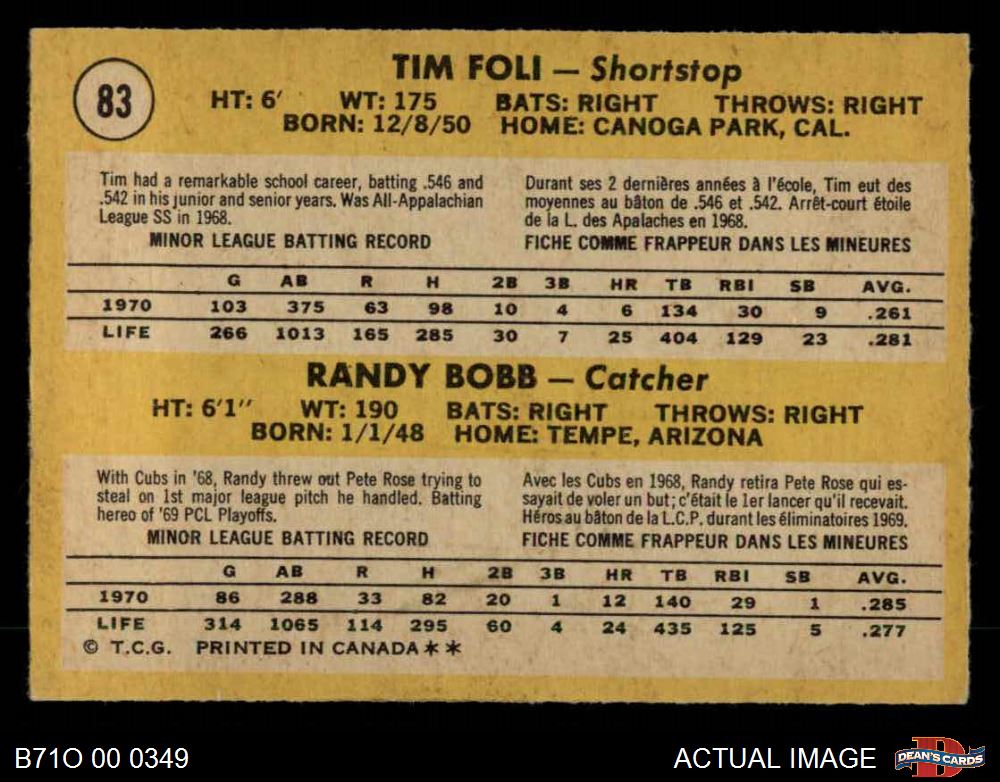 83
TIM FOLI — Shortstop
HT: 6′ WT: 175 BATS: RIGHT THROWS: RIGHT
BORN: 12/8/50 HOME: CANOGA PARK, CAL.
Tim had a remarkable school career, batting .546 and
.542 in his junior and senior years. Was All-Appalachian
League SS in 1968.
MINOR LEAGUE BATTING RECORD
Durant ses 2 dernières années à l'école, Tim eut des
moyennes au bâton de .546 et .542. Arrêt-court étoile
de la L. des Apalaches en 1968.
FICHE COMME FRAPPEUR DANS LES MINEURES
G AB R H 2B 3B HR TB RBI SB AVG.
1970 103 375 63 98 10 4 6 134 30 9 .261
LIFE 266 1013 165 285 30 7 25 404 129 23 .281
RANDY BOBB — Catcher
HT: 6′1″ WT: 190 BATS: RIGHT THROWS: RIGHT
BORN: 1/1/48 HOME: TEMPE, ARIZONA
With Cubs in '68, Randy threw out Pete Rose trying to
steal on 1st major league pitch he handled. Batting
hereo of '69 PCL Playoffs.
MINOR LEAGUE BATTING RECORD
Avec les Cubs en 1968, Randy retira Pete Rose qui es-
sayait de voler un but; c'était le 1er lancer qu'il recevait.
Héros au bâton de la L.C.P. durant les éliminatoires 1969.
FICHE COMME FRAPPEUR DANS LES MINEURES
G AB R H 2B 3B HR TB RBI SB AVG.
1970 86 288 33 82 20 1 12 140 29 1 .285
LIFE 314 1065 114 295 60 4 24 435 125 5 .277
© T.C.G. PRINTED IN CANADA**
B71O 00 0349
ACTUAL IMAGE
D
DEAN'S CARDS